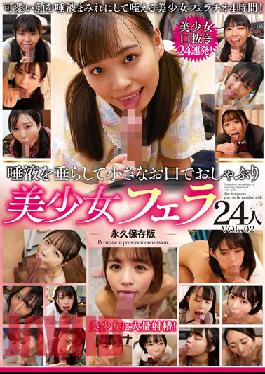 可愛い顔を唾液まみれにして咥える美少女フェラチオ4時間!
美少女
口抜き
24連発!
唾液を垂らして小さなお口でおしゃぶり
美少女フェラ
24人
VOL.02
永久保存版
Permanent preservation version
美少女に大量射精!